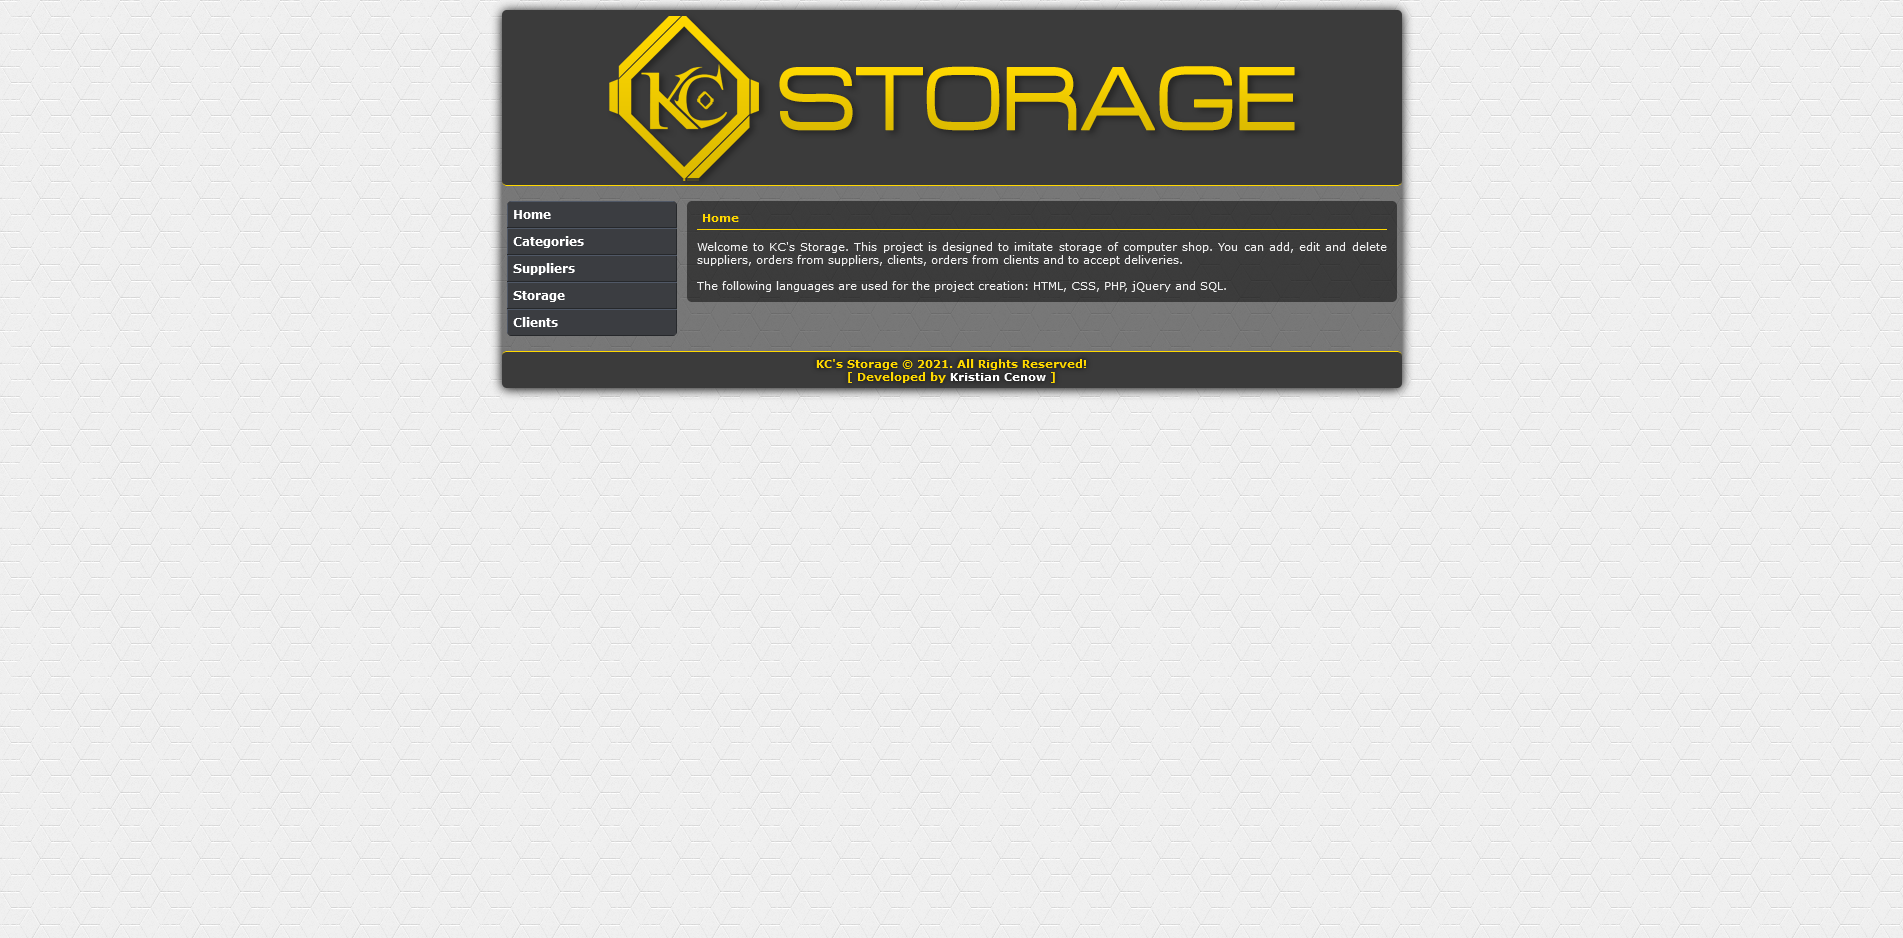 KC STORAGE
Home
Categories
Suppliers
Storage
Clients
Home
Welcome to KC's Storage. This project is designed to imitate storage of computer shop. You can add, edit and delete
suppliers, orders from suppliers, clients, orders from clients and to accept deliveries.
The following languages are used for the project creation: HTML, CSS, PHP, jQuery and SQL.
KC's Storage © 2021. All Rights Reserved!
[ Developed by Kristian Cenow ]